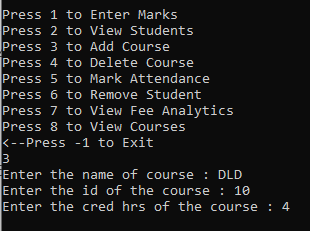 Press 1 to Enter Marks
Press 2 to View Students
Press 3 to Add Course
Press 4 to Delete Course
Press 5 to Mark Attendance
Press 6 to Remove Student
Press 7 to View Fee Analytics
Press 8 to View Courses
<--Press -1 to Exit
3
Enter the name of course : DLD
Enter the id of the course : 10
Enter the cred hrs of the course : 4